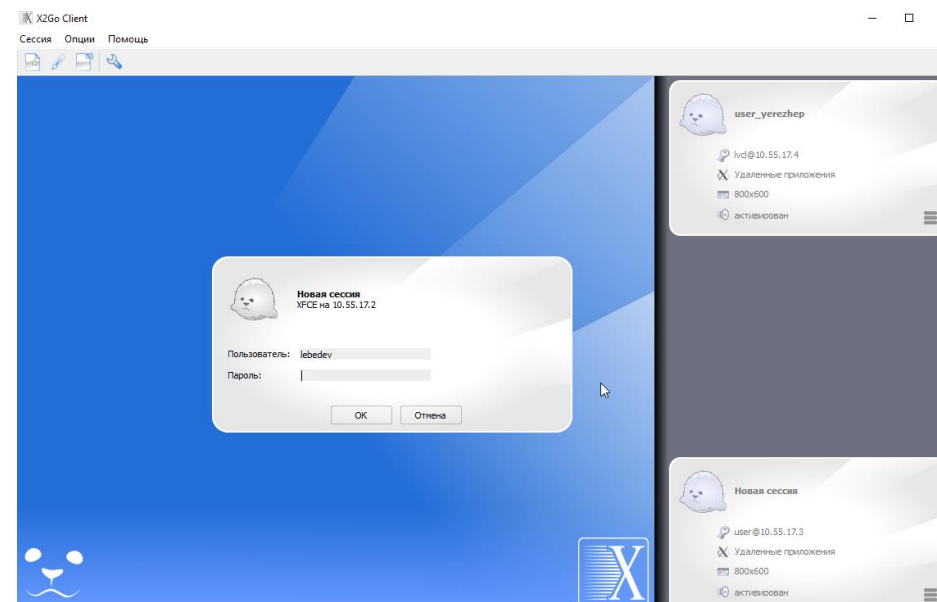 X2Go Client
Сессия Опции Помощь
Новая сессия
XFCE на 10.55.17.2
Пользователь: lebedev
Пароль:
OK Отмена
user_yerezhep
lvcl@10.55.17.4
Удаленные приложения
800x600
активирован
Новая сессия
user@10.55.17.3
Удаленные приложения
800x600
активирован
X